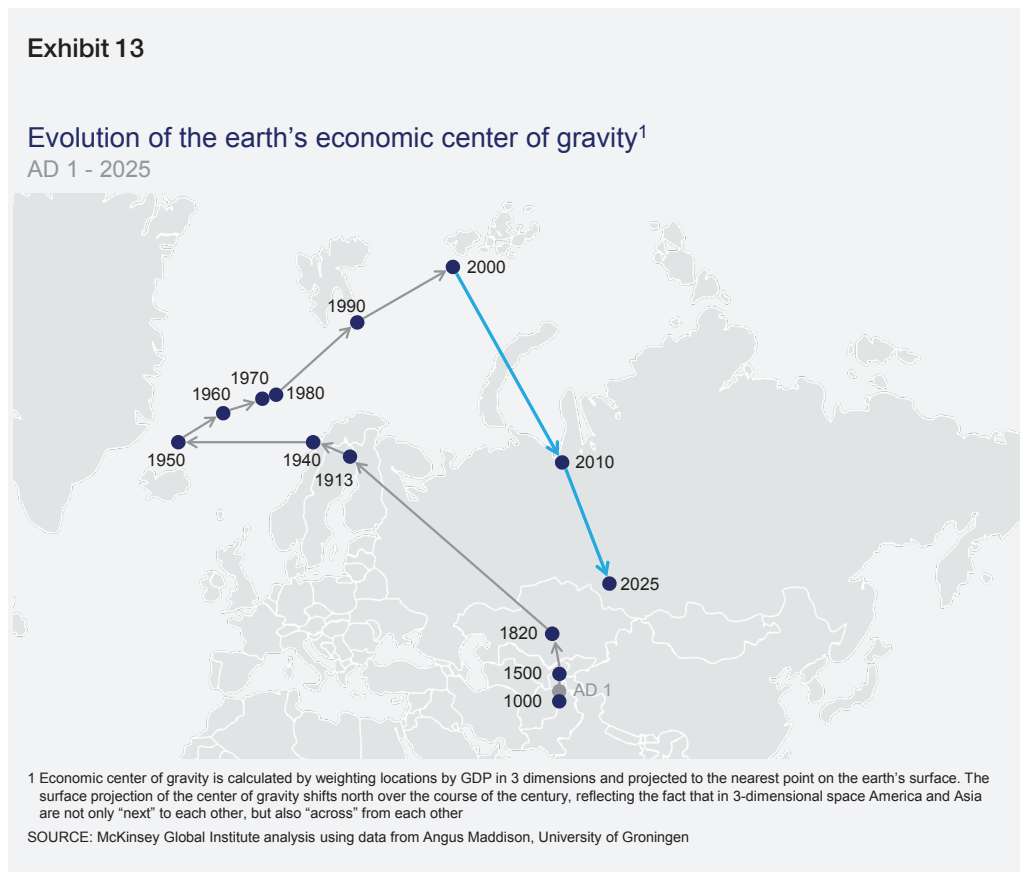 Exhibit 13
Evolution of the earth’s economic center of gravity1
AD 1 - 2025
2000
1990
1970
1960
1980
1950
1940
2010
1913
2025
1820
1500
AD 1
1000
1 Economic center of gravity is calculated by weighting locations by GDP in 3 dimensions and projected to the nearest point on the earth’s surface. The
surface projection of the center of gravity shifts north over the course of the century, reflecting the fact that in 3-dimensional space America and Asia
are not only “next” to each other, but also “across” from each other
SOURCE: McKinsey Global Institute analysis using data from Angus Maddison, University of Groningen